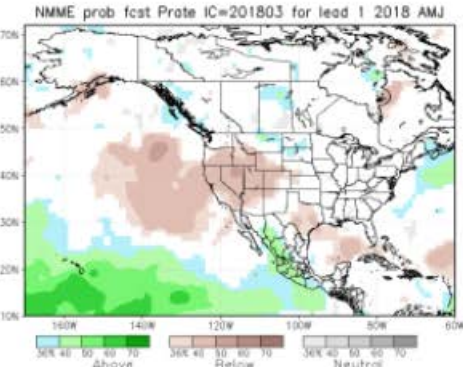 NMME prob fcst Prate IC=201803 for lead 1 2018 AMJ
70N
60N
50N
40N
30N
20N
10N
160W 140W 120W 100W 80W 60W
36% 40 50 60 70 36% 40 50 60 70 36% 40 50 60 70
Above Below Neutral